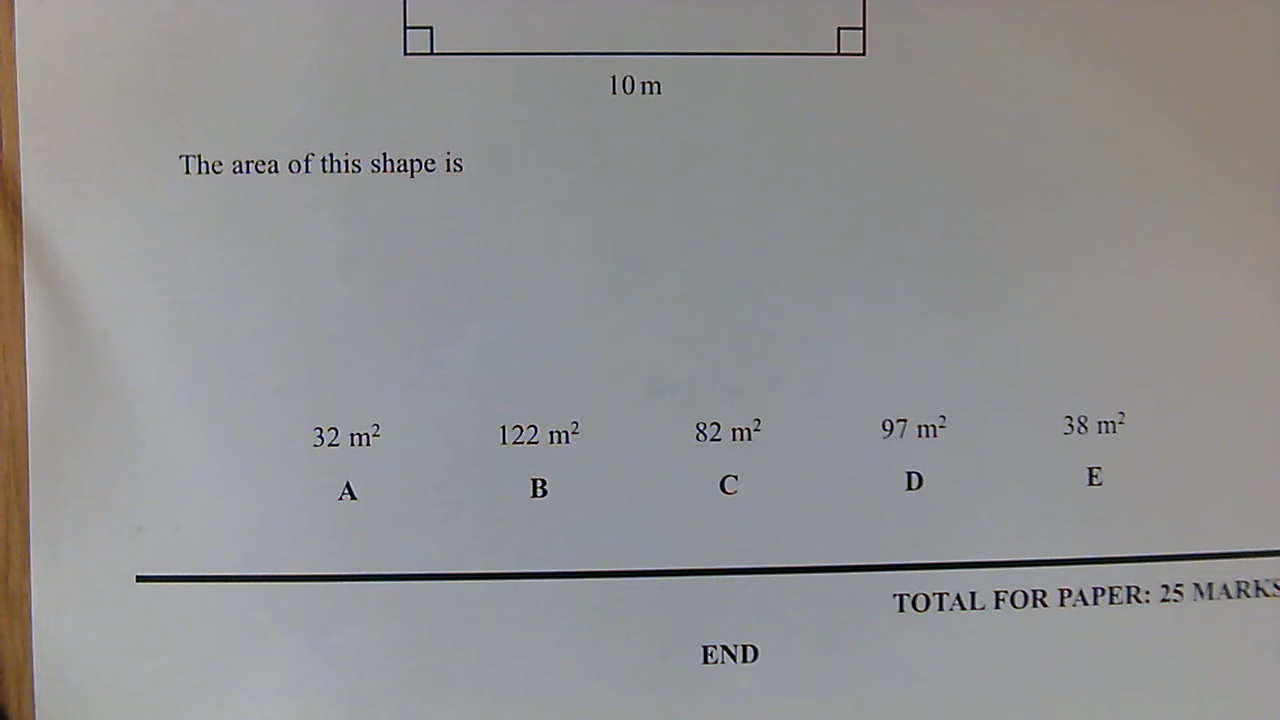 10 m
The area of this shape is
32 m² 122 m² 82 m² 97 m² 38 m²
A B C D E
TOTAL FOR PAPER: 25 MARKS
END